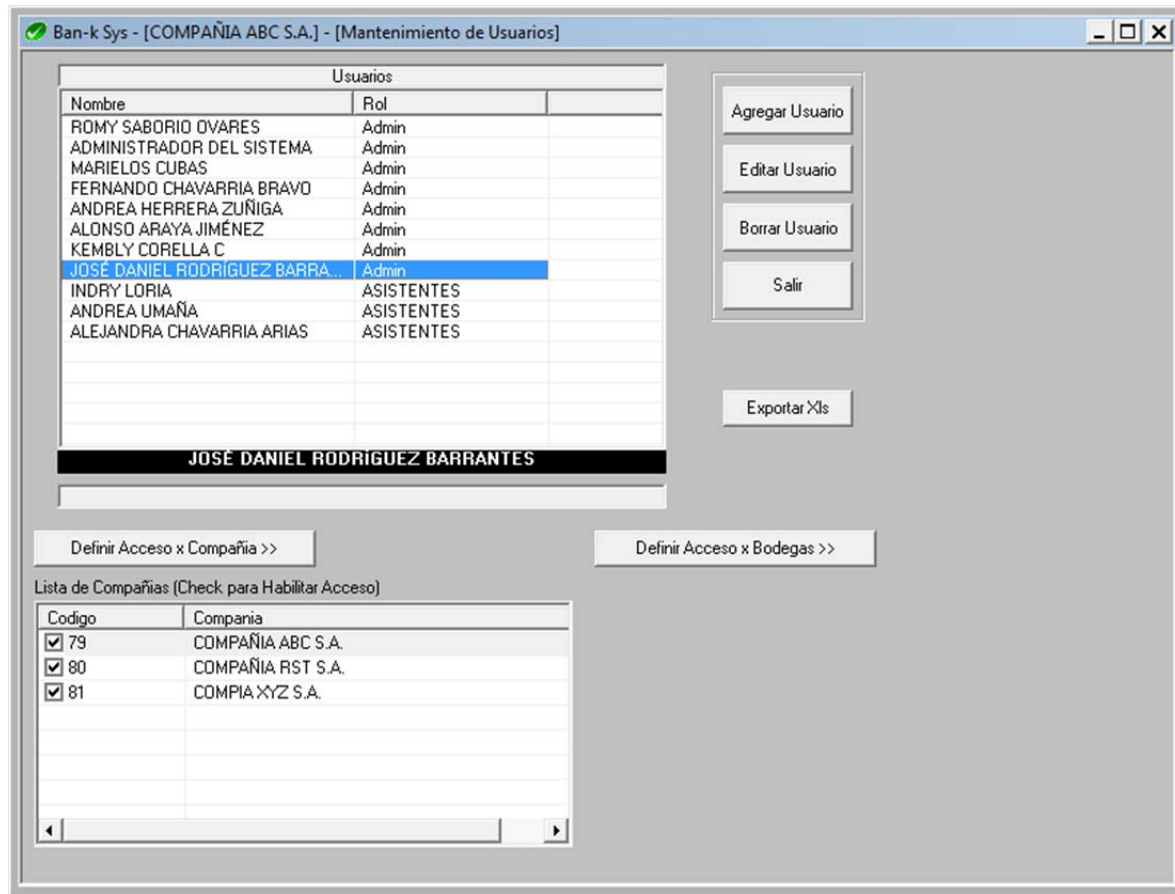 Ban-k Sys - [COMPAÑIA ABC S.A.] - [Mantenimiento de Usuarios]
Usuarios
Nombre Rol
ROMY SABORIO OVARES Admin
ADMINISTRADOR DEL SISTEMA Admin
MARIELOS CUBAS Admin
FERNANDO CHAVARRIA BRAVO Admin
ANDREA HERRERA ZUÑIGA Admin
ALONSO ARAYA JIMÉNEZ Admin
KEMBLY CORELLA C Admin
JOSÉ DANIEL RODRÍGUEZ BARRA... Admin
INDRY LORIA ASISTENTES
ANDREA UMAÑA ASISTENTES
ALEJANDRA CHAVARRIA ARIAS ASISTENTES
JOSÉ DANIEL RODRÍGUEZ BARRANTES
Agregar Usuario
Editar Usuario
Borrar Usuario
Salir
Exportar Xls
Definir Acceso x Compañia >>
Definir Acceso x Bodegas >>
Lista de Compañias (Check para Habilitar Acceso)
Codigo Compania
79 COMPAÑIA ABC S.A.
80 COMPAÑIA RST S.A.
81 COMPIA XYZ S.A.